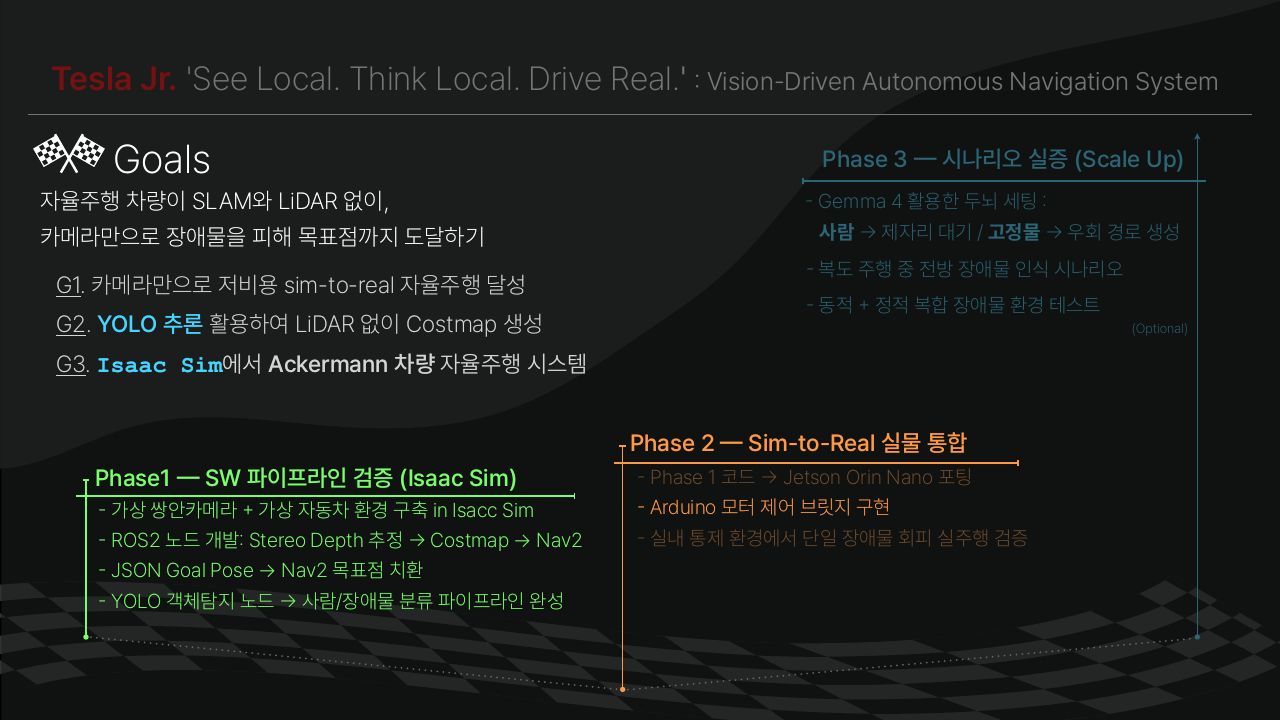 Tesla Jr. 'See Local. Think Local. Drive Real.' : Vision-Driven Autonomous Navigation System
Goals
자율주행 차량이 SLAM와 LiDAR 없이,
카메라만으로 장애물을 피해 목표점까지 도달하기
G1. 카메라만으로 저비용 sim-to-real 자율주행 달성
G2. YOLO 추론 활용하여 LiDAR 없이 Costmap 생성
G3. Isaac Sim에서 Ackermann 차량 자율주행 시스템
Phase1 — SW 파이프라인 검증 (Isaac Sim)
- 가상 쌍안카메라 + 가상 자동차 환경 구축 in Isacc Sim
- ROS2 노드 개발: Stereo Depth 추정 → Costmap → Nav2
- JSON Goal Pose → Nav2 목표점 치환
- YOLO 객체탐지 노드 → 사람/장애물 분류 파이프라인 완성
Phase 2 — Sim-to-Real 실물 통합
- Phase 1 코드 → Jetson Orin Nano 포팅
- Arduino 모터 제어 브릿지 구현
- 실내 통제 환경에서 단일 장애물 회피 실주행 검증
Phase 3 — 시나리오 실증 (Scale Up)
- Gemma 4 활용한 두뇌 세팅 :
사람 → 제자리 대기 / 고정물 → 우회 경로 생성
- 복도 주행 중 전방 장애물 인식 시나리오
- 동적 + 정적 복합 장애물 환경 테스트
(Optional)